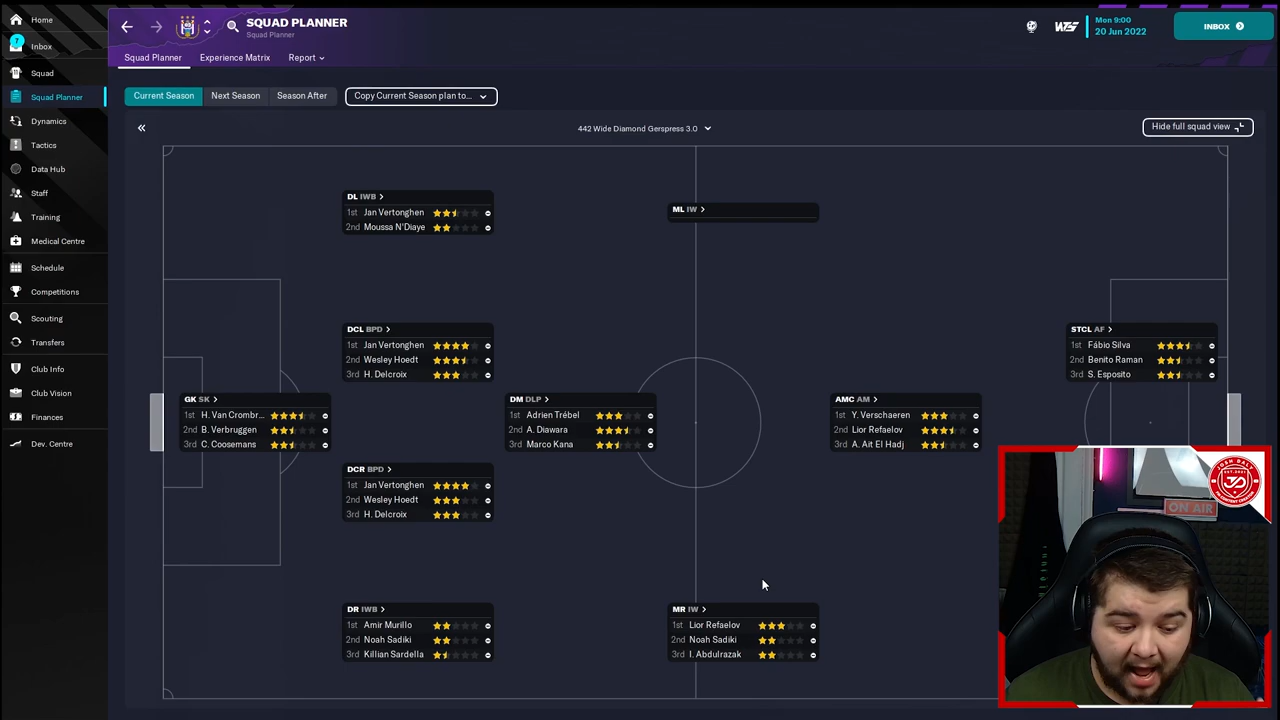 Home
7
Inbox
Squad
Squad Planner
Dynamics
Tactics
Data Hub
Staff
Training
Medical Centre
Schedule
Competitions
Scouting
Transfers
Club Info
Club Vision
Finances
Dev. Centre
SQUAD PLANNER
Squad Planner
Mon 9:00
20 Jun 2022
INBOX
Squad Planner
Experience Matrix
Report
Current Season
Next Season
Season After
Copy Current Season plan to...
442 Wide Diamond Gerspress 3.0
Hide full squad view
DL IWB
1st Jan Vertonghen
2nd Moussa N'Diaye
ML IW
DCL BPD
1st Jan Vertonghen
2nd Wesley Hoedt
3rd H. Delcroix
STCL AF
1st Fábio Silva
2nd Benito Raman
3rd S. Esposito
GK SK
1st H. Van Crombr...
2nd B. Verbruggen
3rd C. Coosemans
DM DLP
1st Adrien Trébel
2nd A. Diawara
3rd Marco Kana
AMC AM
1st Y. Verschaeren
2nd Lior Refaelov
3rd A. Ait El Hadj
DCR BPD
1st Jan Vertonghen
2nd Wesley Hoedt
3rd H. Delcroix
DR IWB
1st Amir Murillo
2nd Noah Sadiki
3rd Killian Sardella
MR IW
1st Lior Refaelov
2nd Noah Sadiki
3rd I. Abdulrazak
JOSH DALY
EST.2021
JD
ON AIR